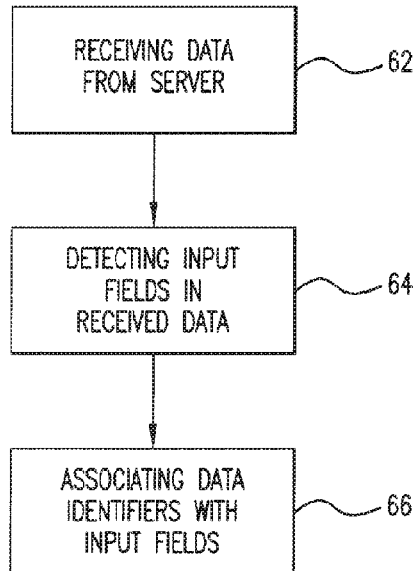 RECEIVING DATA
FROM SERVER
62
DETECTING INPUT
FIELDS IN
RECEIVED DATA
64
ASSOCIATING DATA
IDENTIFIERS WITH
INPUT FIELDS
66